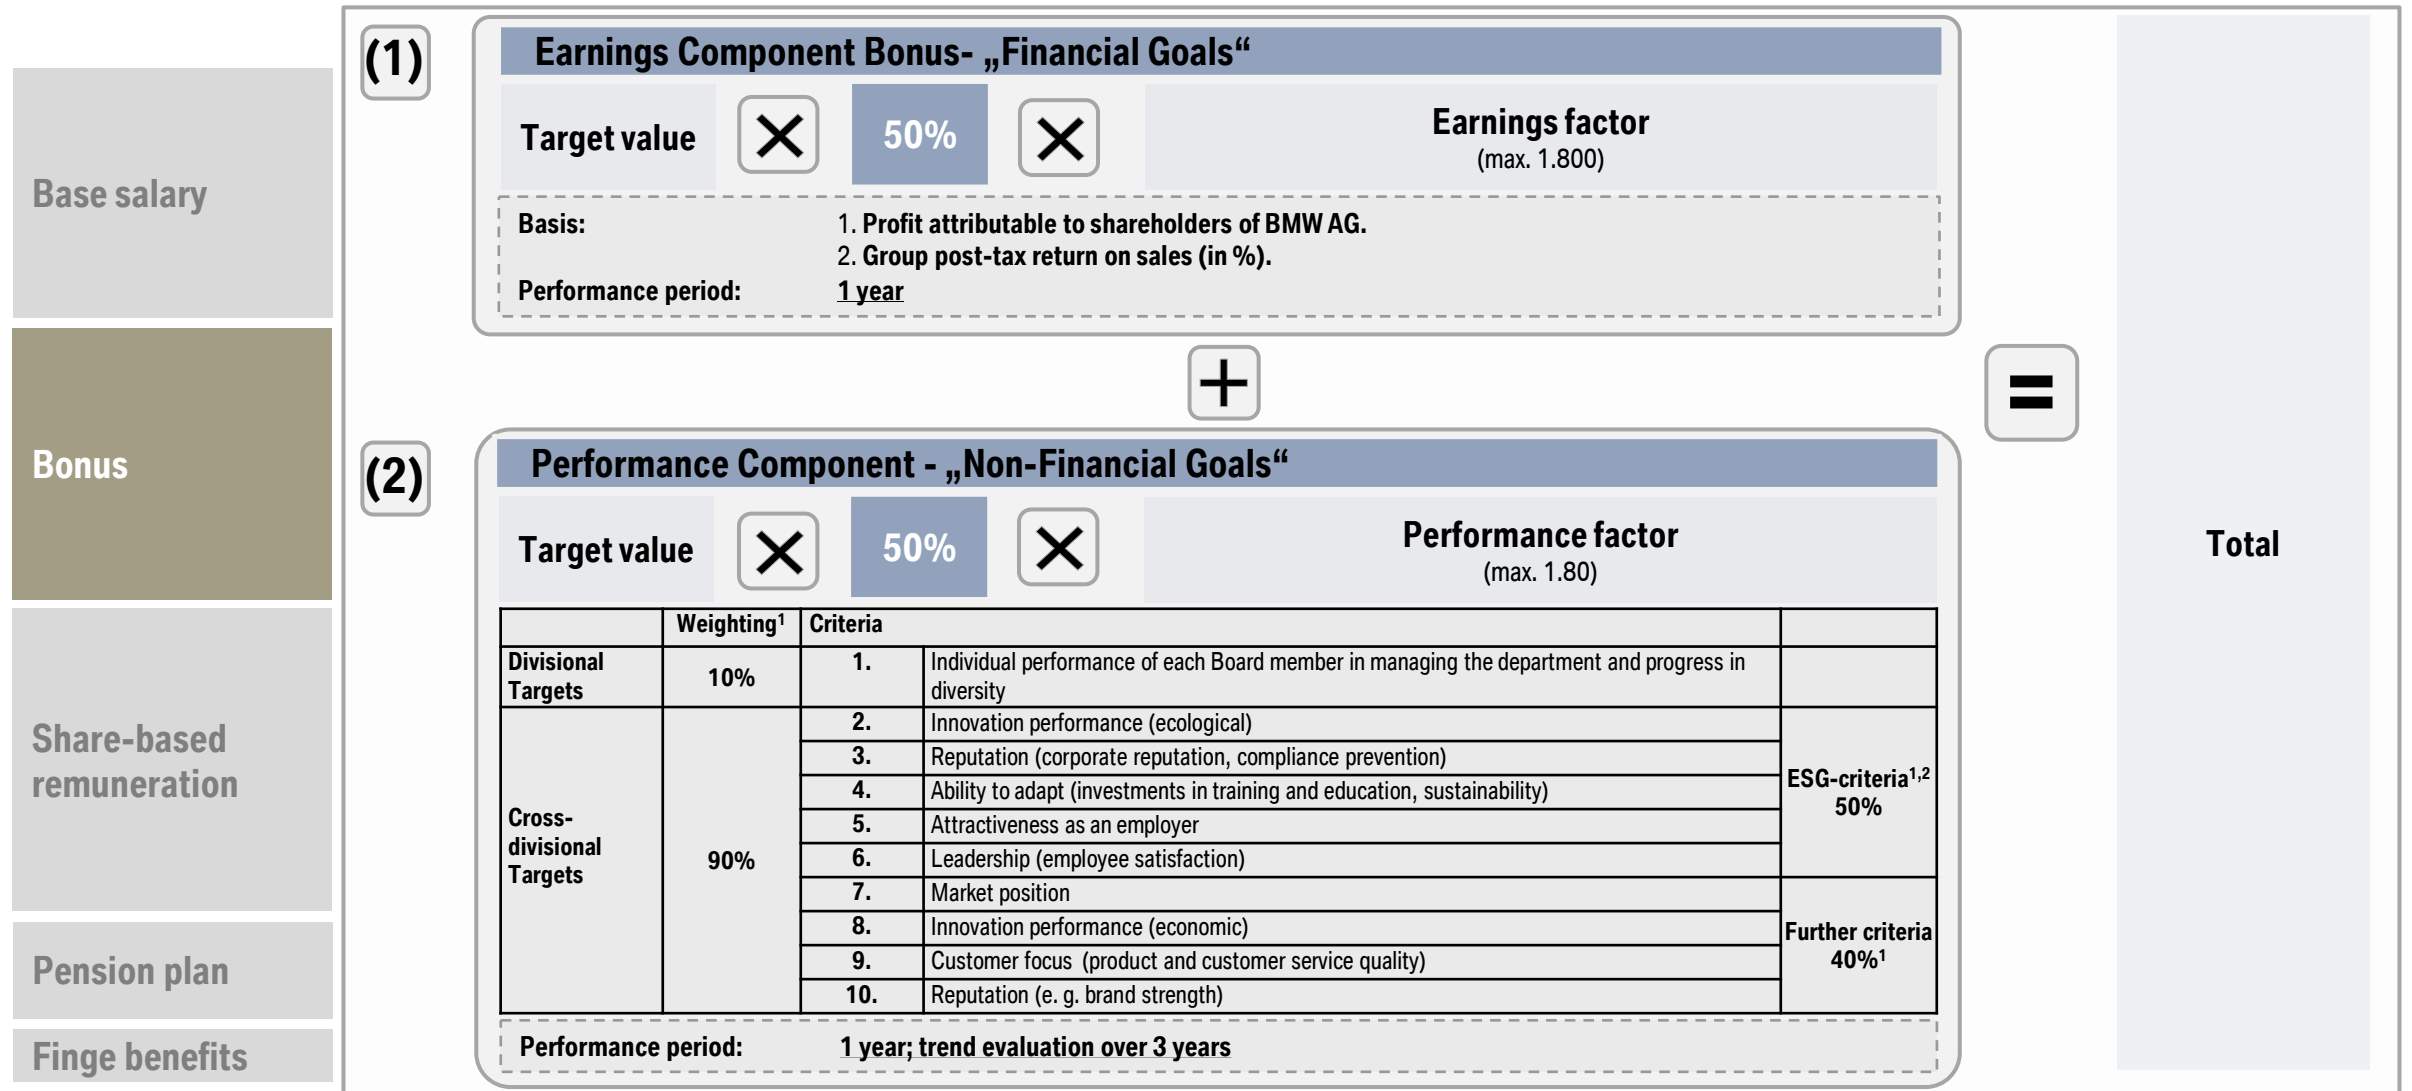 Base salary
Bonus
Share-based
remuneration
Pension plan
Finge benefits
(1)
Earnings Component Bonus- „Financial Goals“
Target value
×
50%
×
Earnings factor
(max. 1.800)
Basis:
1. Profit attributable to shareholders of BMW AG.
2. Group post-tax return on sales (in %).
Performance period:
1 year
+
=
Total
(2)
Performance Component - „Non-Financial Goals“
Target value
×
50%
×
Performance factor
(max. 1.80)
Weighting¹ Criteria
Divisional
Targets
10%
1. Individual performance of each Board member in managing the department and progress in
diversity
Cross-
divisional
Targets
90%
2. Innovation performance (ecological)
3. Reputation (corporate reputation, compliance prevention)
4. Ability to adapt (investments in training and education, sustainability)
5. Attractiveness as an employer
6. Leadership (employee satisfaction)
7. Market position
8. Innovation performance (economic)
9. Customer focus (product and customer service quality)
10. Reputation (e. g. brand strength)
ESG-criteria¹,²
50%
Further criteria
40%¹
Performance period:
1 year; trend evaluation over 3 years